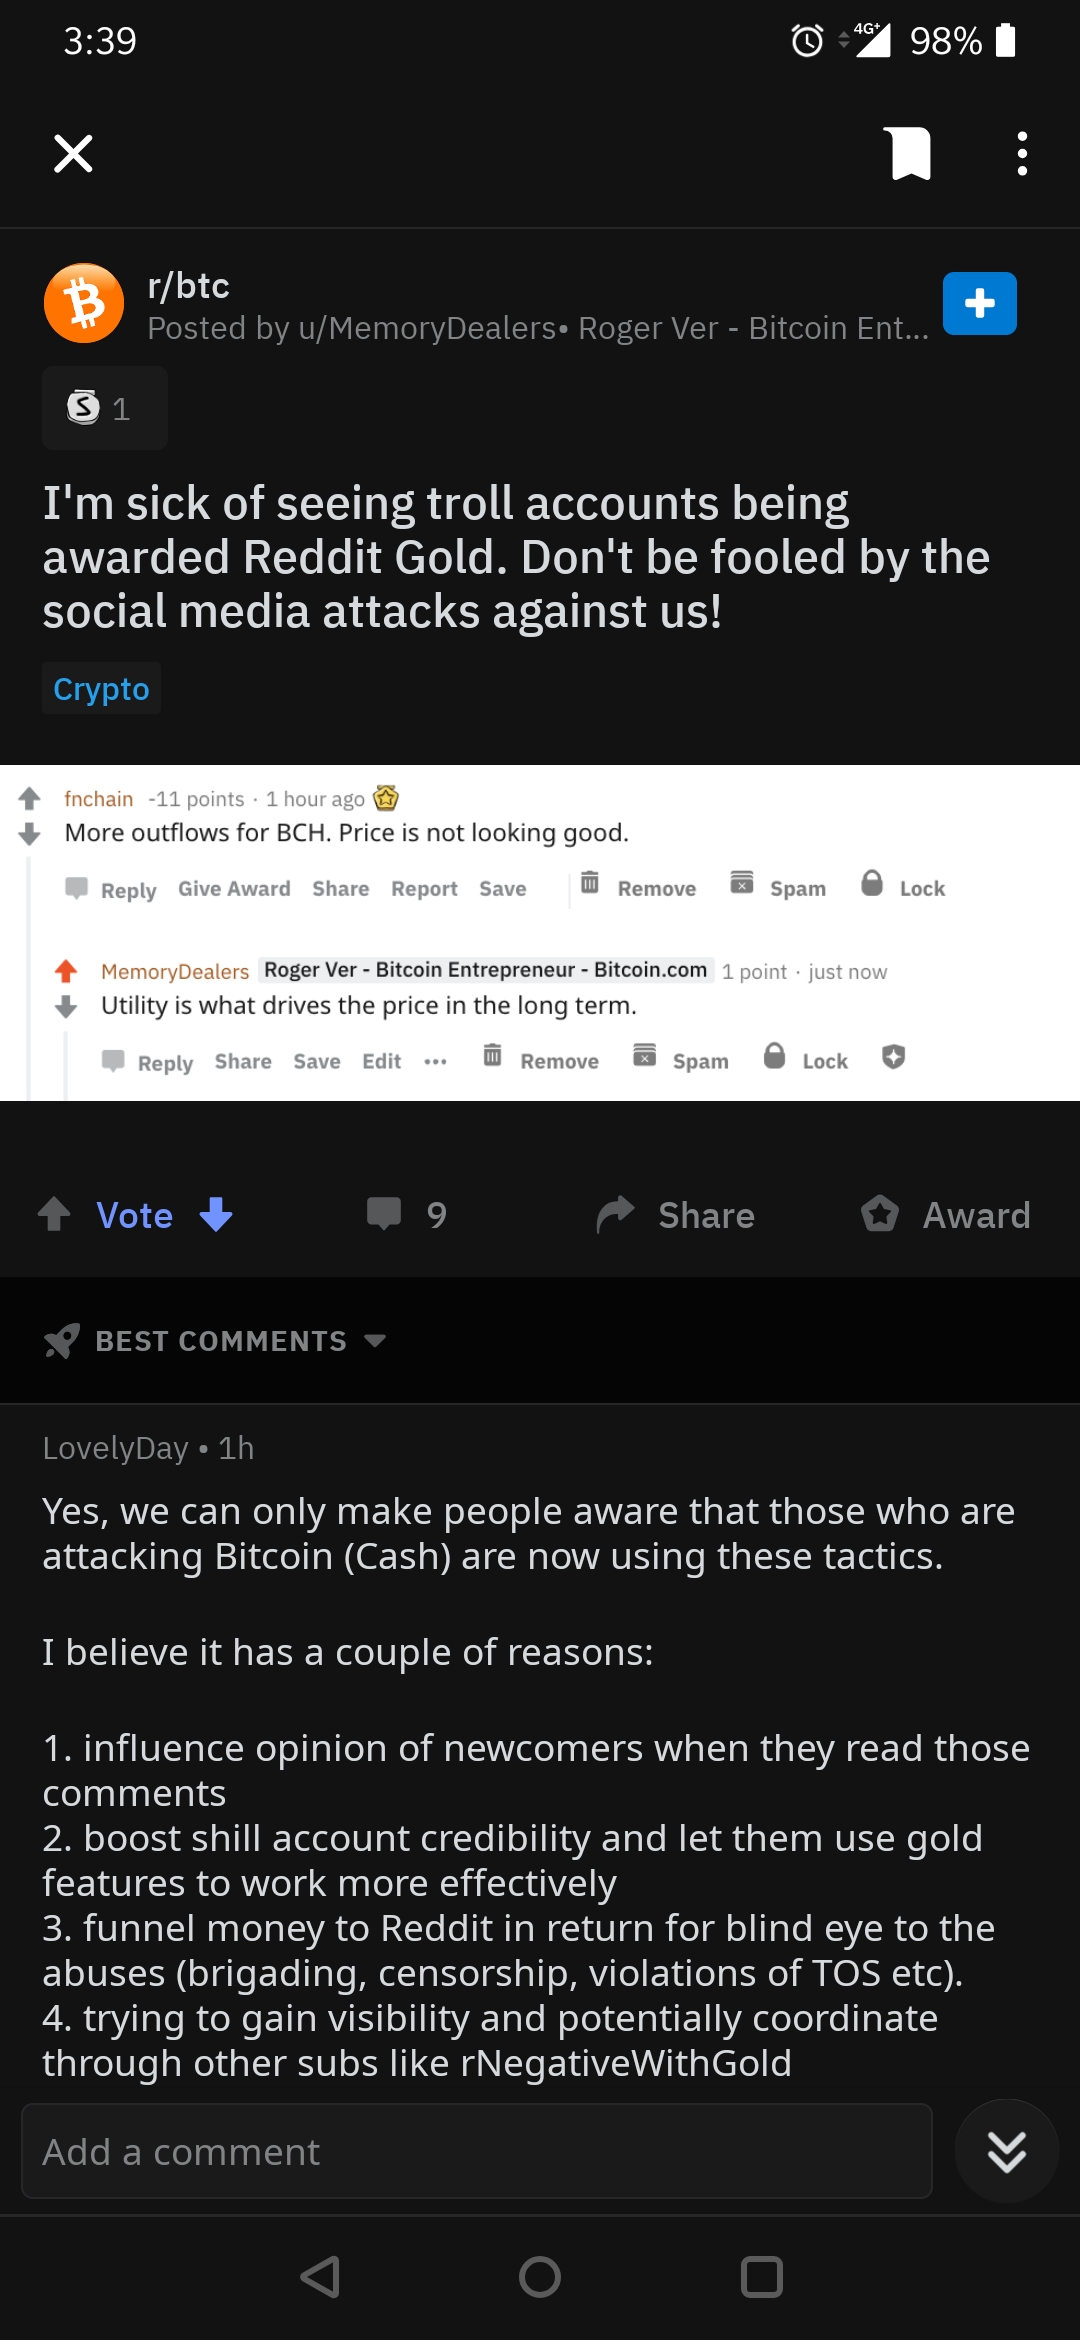 3:39
4G+ 98%
r/btc
Posted by u/MemoryDealers• Roger Ver - Bitcoin Ent...
S 1
I'm sick of seeing troll accounts being
awarded Reddit Gold. Don't be fooled by the
social media attacks against us!
Crypto
fnchain -11 points · 1 hour ago
More outflows for BCH. Price is not looking good.
Reply Give Award Share Report Save Remove Spam Lock
MemoryDealers Roger Ver - Bitcoin Entrepreneur - Bitcoin.com 1 point · just now
Utility is what drives the price in the long term.
Reply Share Save Edit ••• Remove Spam Lock
Vote 9 Share Award
BEST COMMENTS
LovelyDay • 1h
Yes, we can only make people aware that those who are
attacking Bitcoin (Cash) are now using these tactics.
I believe it has a couple of reasons:
1. influence opinion of newcomers when they read those
comments
2. boost shill account credibility and let them use gold
features to work more effectively
3. funnel money to Reddit in return for blind eye to the
abuses (brigading, censorship, violations of TOS etc).
4. trying to gain visibility and potentially coordinate
through other subs like rNegativeWithGold
Add a comment